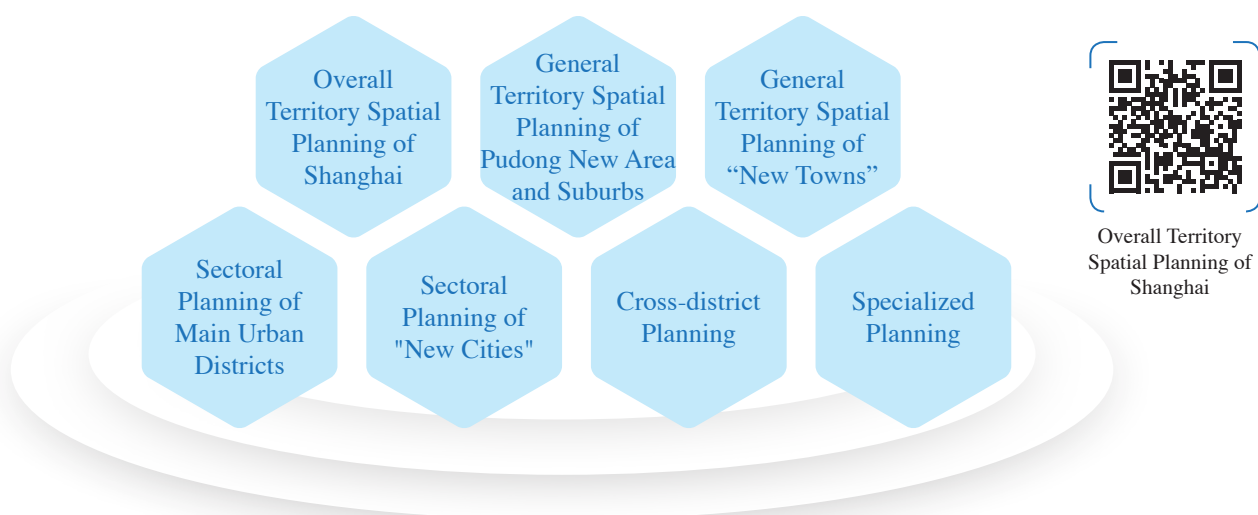 Overall
Territory Spatial
Planning of
Shanghai
General
Territory Spatial
Planning of
Pudong New Area
and Suburbs
General
Territory Spatial
Planning of
“New Towns”
Sectoral
Planning of
Main Urban
Districts
Sectoral
Planning of
"New Cities"
Cross-district
Planning
Specialized
Planning
Overall Territory
Spatial Planning of
Shanghai